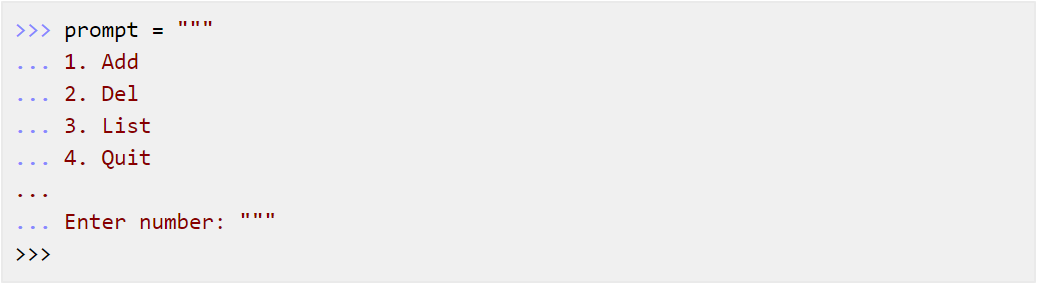 >>> prompt = """
... 1. Add
... 2. Del
... 3. List
... 4. Quit
...
... Enter number: """
>>>